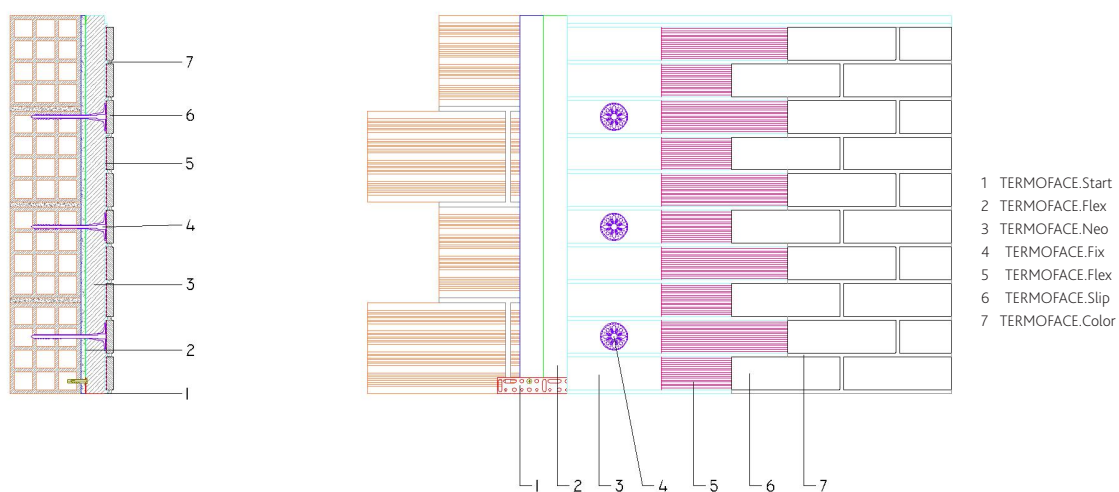 7
6
5
4
3
2
1
1 2 3 4 5 6 7
1 TERMOFACE.Start
2 TERMOFACE.Flex
3 TERMOFACE.Neo
4 TERMOFACE.Fix
5 TERMOFACE.Flex
6 TERMOFACE.Slip
7 TERMOFACE.Color